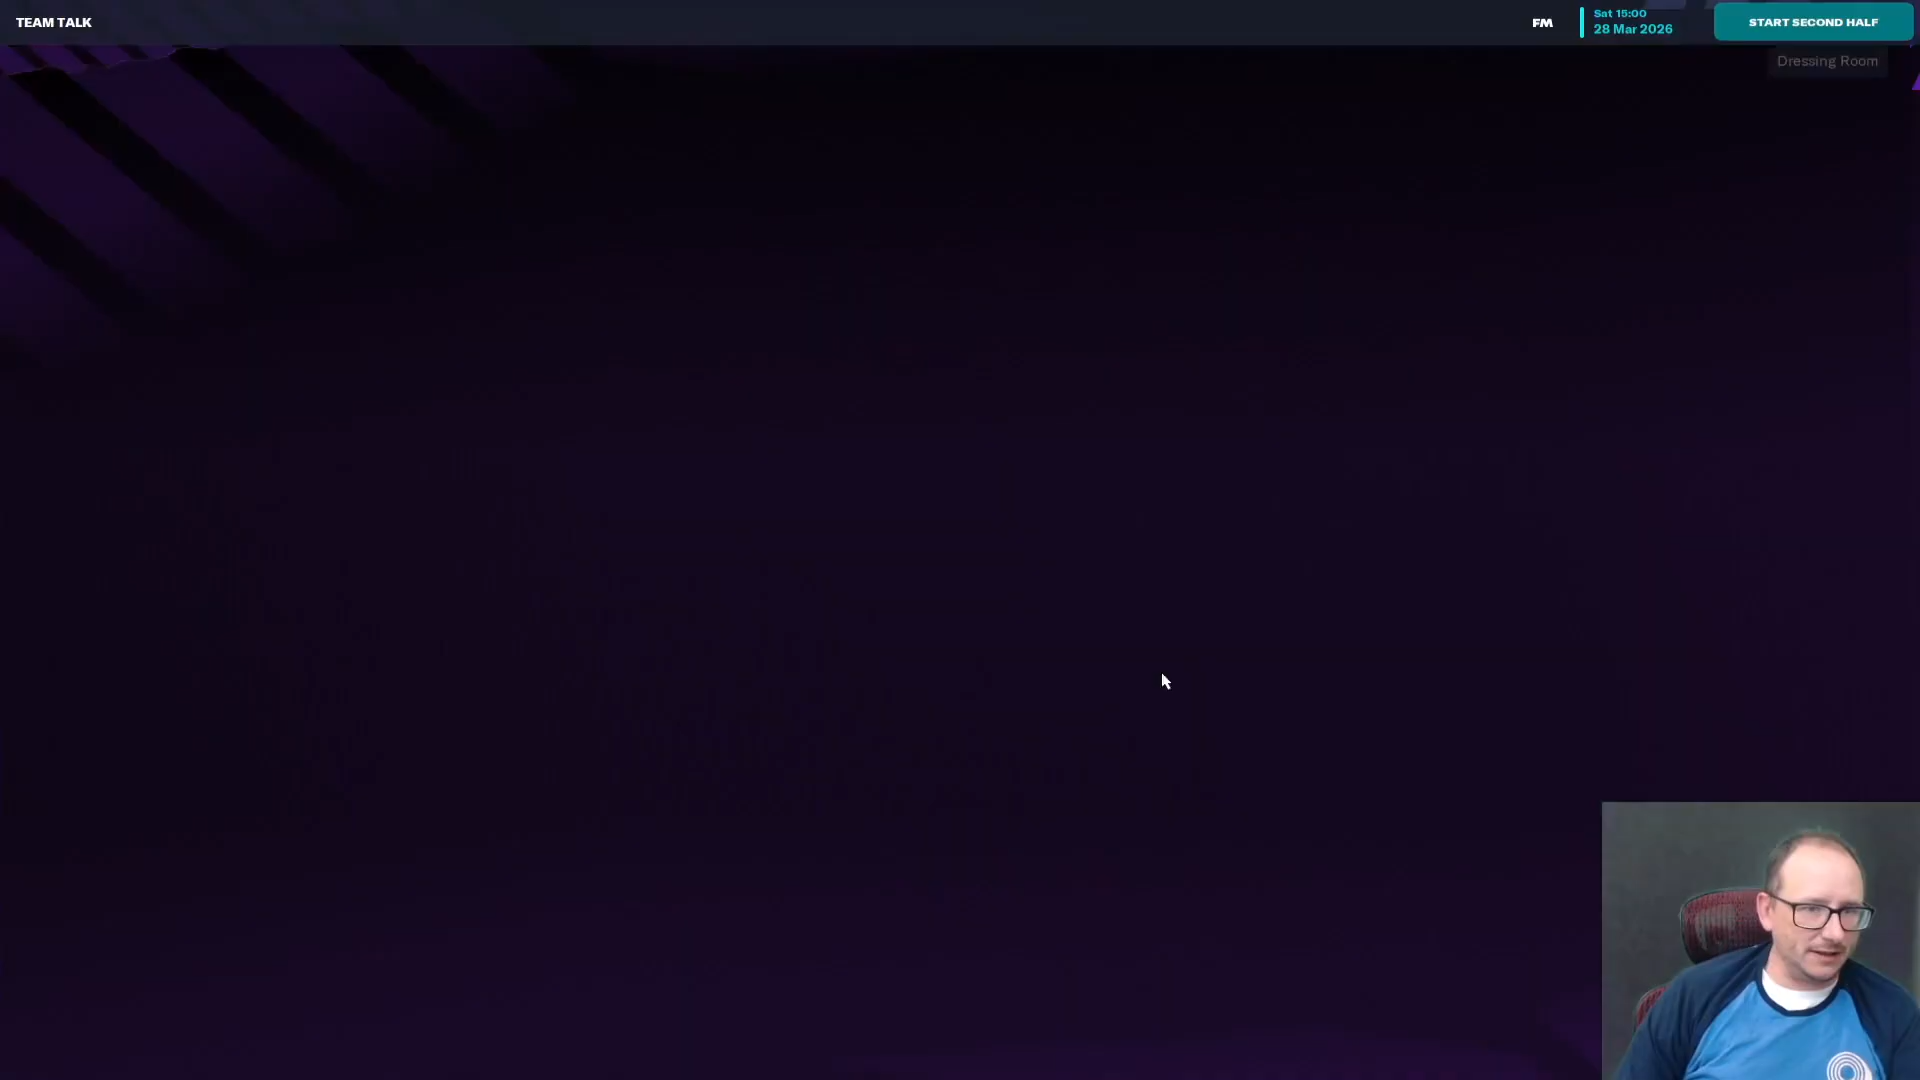 TEAM TALK
FM
Sat 15:00
28 Mar 2026
START SECOND HALF
Dressing Room